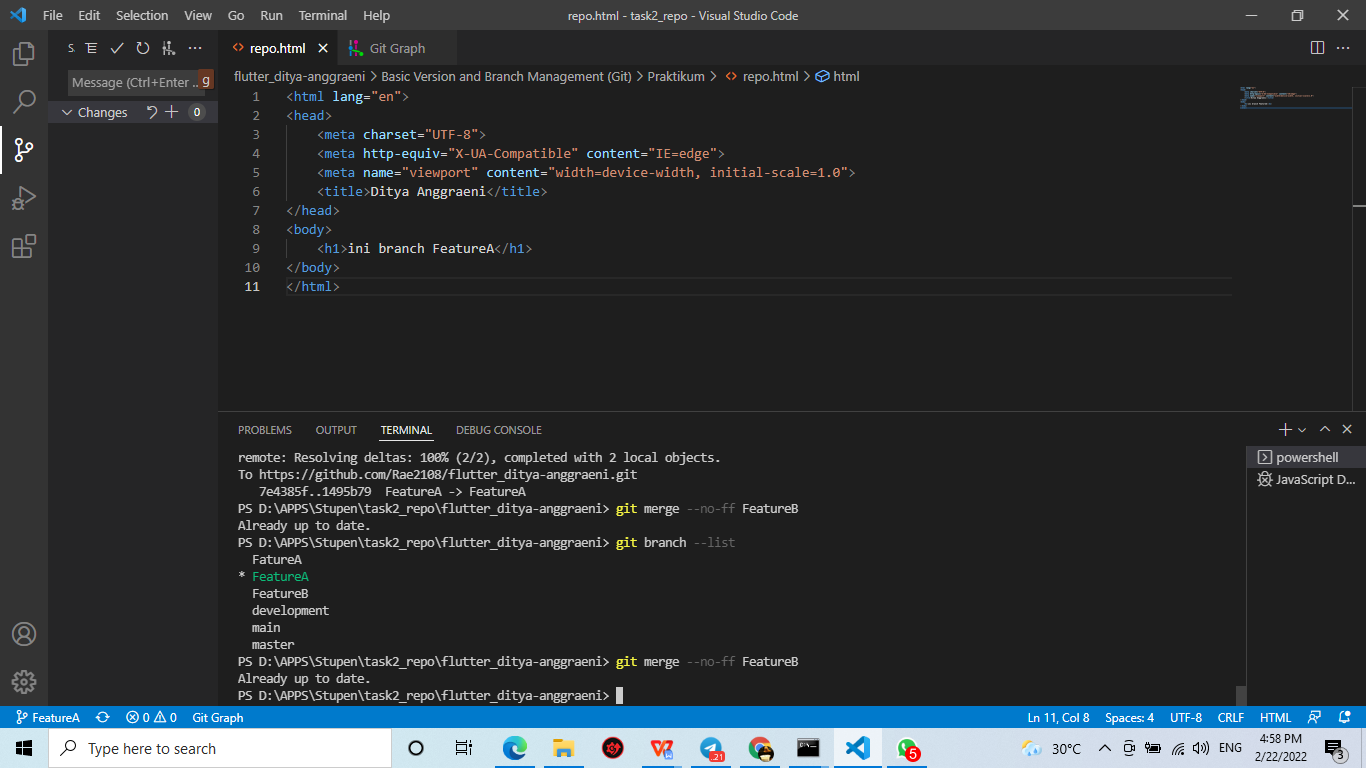 File Edit Selection View Go Run Terminal Help
repo.html - task2_repo - Visual Studio Code
S.
Message (Ctrl+Enter ..
g
Changes 0
repo.html
Git Graph
flutter_ditya-anggraeni > Basic Version and Branch Management (Git) > Praktikum > repo.html > html
1 <html lang="en">
2 <head>
3 <meta charset="UTF-8">
4 <meta http-equiv="X-UA-Compatible" content="IE=edge">
5 <meta name="viewport" content="width=device-width, initial-scale=1.0">
6 <title>Ditya Anggraeni</title>
7 </head>
8 <body>
9 <h1>ini branch FeatureA</h1>
10 </body>
11 </html>
PROBLEMS OUTPUT TERMINAL DEBUG CONSOLE
powershell
JavaScript D...
remote: Resolving deltas: 100% (2/2), completed with 2 local objects.
To https://github.com/Rae2108/flutter_ditya-anggraeni.git
7e4385f..1495b79 FeatureA -> FeatureA
PS D:\APPS\Stupen\task2_repo\flutter_ditya-anggraeni> git merge --no-ff FeatureB
Already up to date.
PS D:\APPS\Stupen\task2_repo\flutter_ditya-anggraeni> git branch --list
FatureA
* FeatureA
FeatureB
development
main
master
PS D:\APPS\Stupen\task2_repo\flutter_ditya-anggraeni> git merge --no-ff FeatureB
Already up to date.
PS D:\APPS\Stupen\task2_repo\flutter_ditya-anggraeni>
FeatureA 0 0 Git Graph
Ln 11, Col 8 Spaces: 4 UTF-8 CRLF HTML
Type here to search
21
5
30°C
ENG
4:58 PM
2/22/2022
3